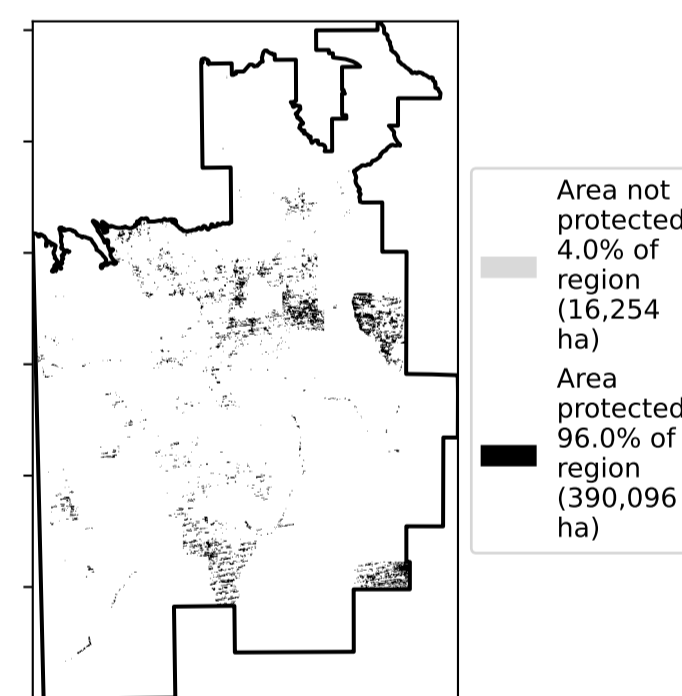 Area not
protected
4.0% of
region
(16,254
ha)
Area
protected
96.0% of
region
(390,096
ha)